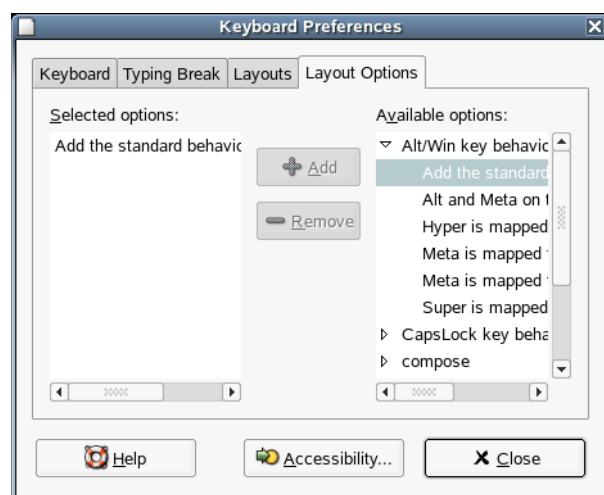 Keyboard Preferences
Keyboard
Typing Break
Layouts
Layout Options
Selected options:
Add the standard behavic
Add
Remove
Available options:
Alt/Win key behavic
Add the standard
Alt and Meta on
Hyper is mapped
Meta is mapped
Meta is mapped
Super is mapped
CapsLock key beha
compose
Help
Accessibility...
Close